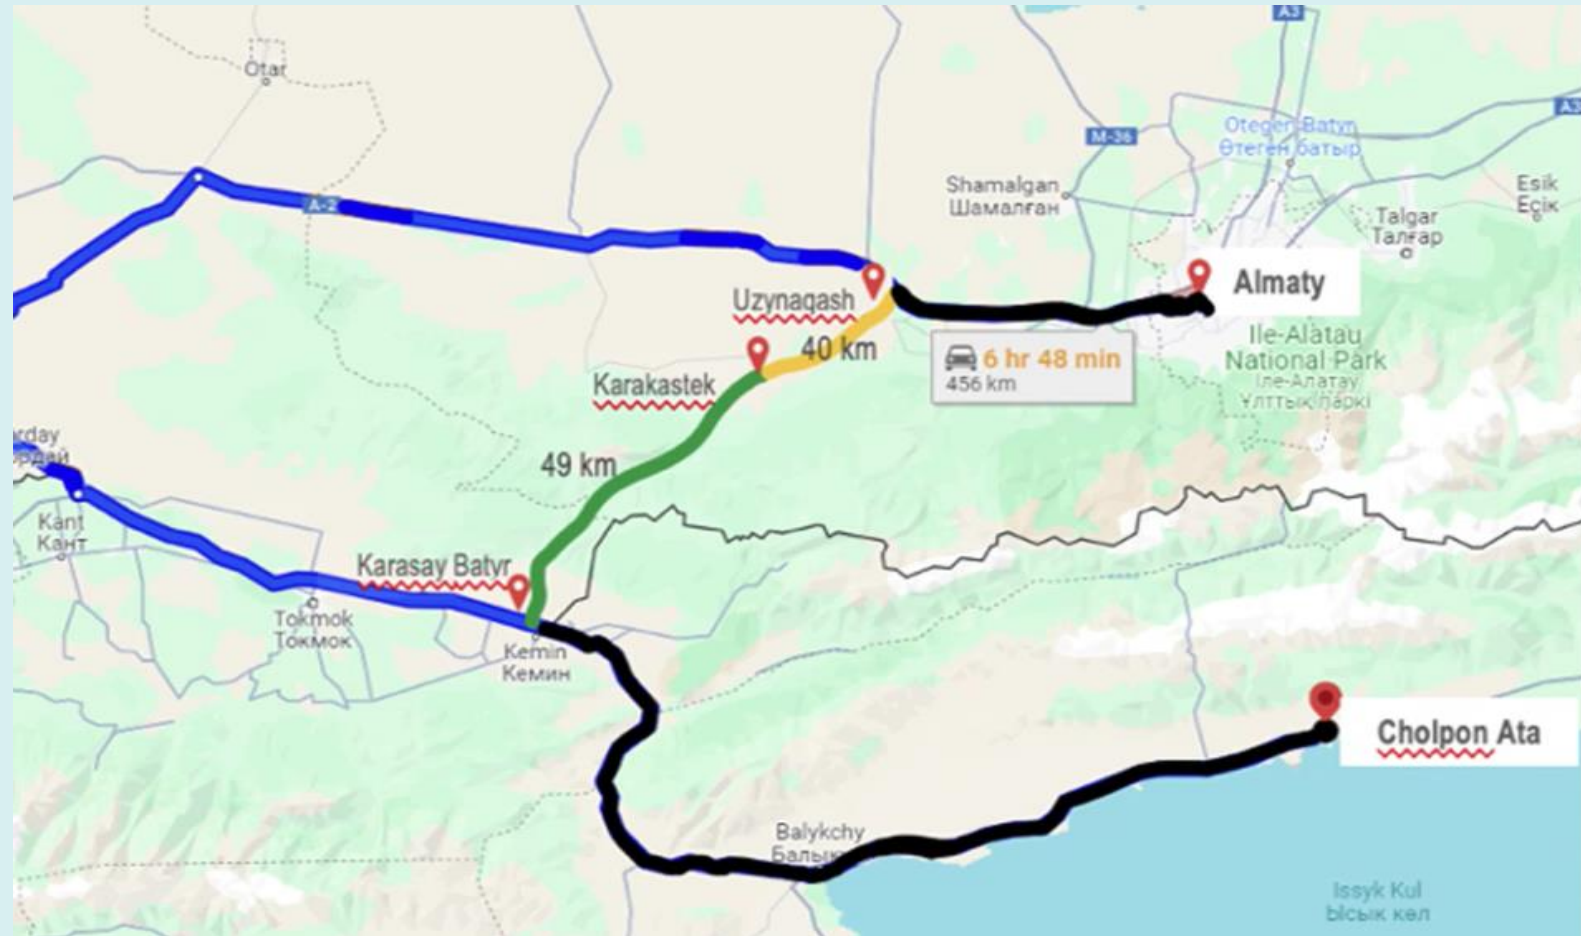 A3
Otar
A3
M-36
Otegen Batyr
Өтеген батыр
Shamalgan
Шамалған
Esik
Есік
A-2
Talgar
Талғар
Almaty
Uzynaqash
40 km
Ile-Alatau
National Park
Іле-Алатау
Ұлттық паркі
6 hr 48 min
456 km
Karakastek
49 km
Kant
Кант
Karasay Batyr
Tokmok
Токмок
Kemin
Кемин
Cholpon Ata
Balykchy
Issyk Kul
Ысык көл